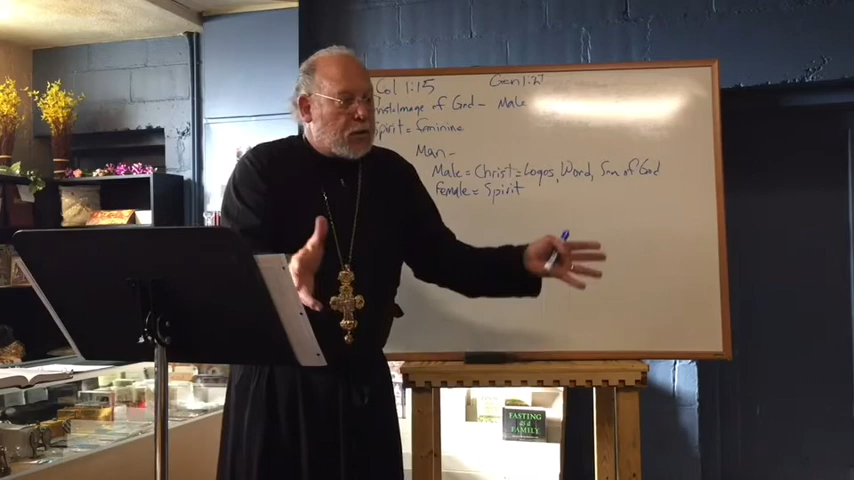 Col 1:15
Gen 1:27
Image of God - Male
Spirit = Feminine
Man -
Male = Christ = Logos, Word, Son of God
Female = Spirit
FASTING
as a
FAMILY